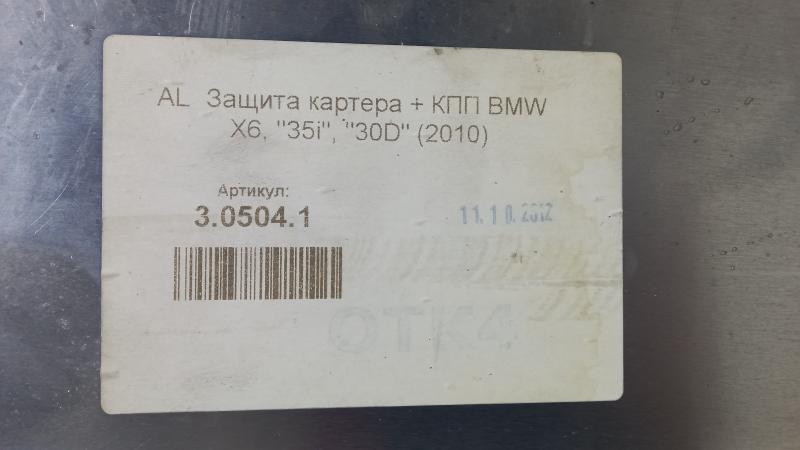 AL Защита картера + КПП BMW
X6, "35i", "30D" (2010)
Артикул:
3.0504.1
11.10.2012
ОТК4